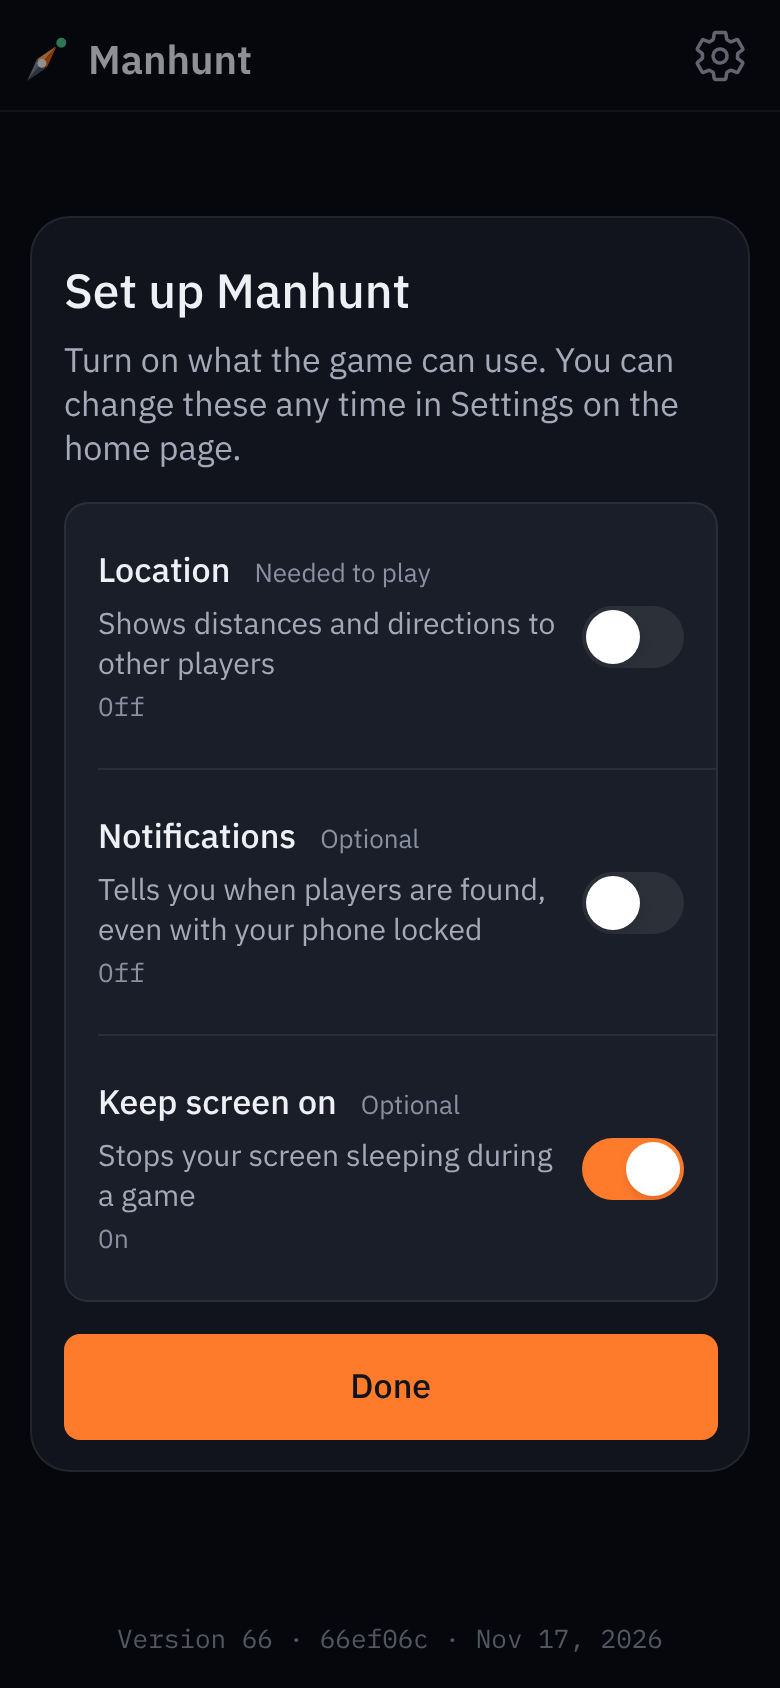 Manhunt
Set up Manhunt
Turn on what the game can use. You can
change these any time in Settings on the
home page.
Location Needed to play
Shows distances and directions to
other players
Off
Notifications Optional
Tells you when players are found,
even with your phone locked
Off
Keep screen on Optional
Stops your screen sleeping during
a game
On
Done
Version 66 · 66ef06c · Nov 17, 2026